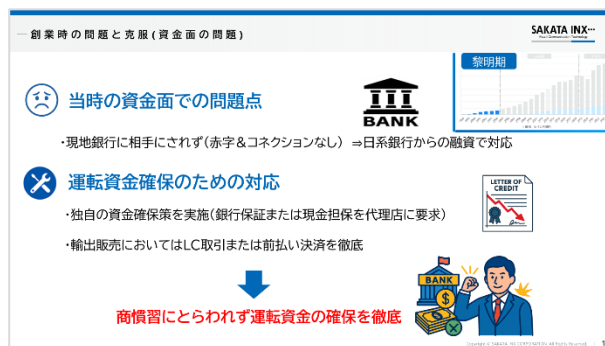 創業時の問題と克服(資金面の問題)
SAKATA INX
黎明期
当時の資金面での問題点
BANK
・現地銀行に相手にされず(赤字&コネクションなし) ⇒日系銀行からの融資で対応
運転資金確保のための対応
LETTER OF
CREDIT
・独自の資金確保策を実施(銀行保証または現金担保を代理店に要求)
・輸出販売においてはLC取引または前払い決済を徹底
BANK
商慣習にとらわれず運転資金の確保を徹底
Copyright © SAKATA INX CORPORATION. All Rights Reserved.